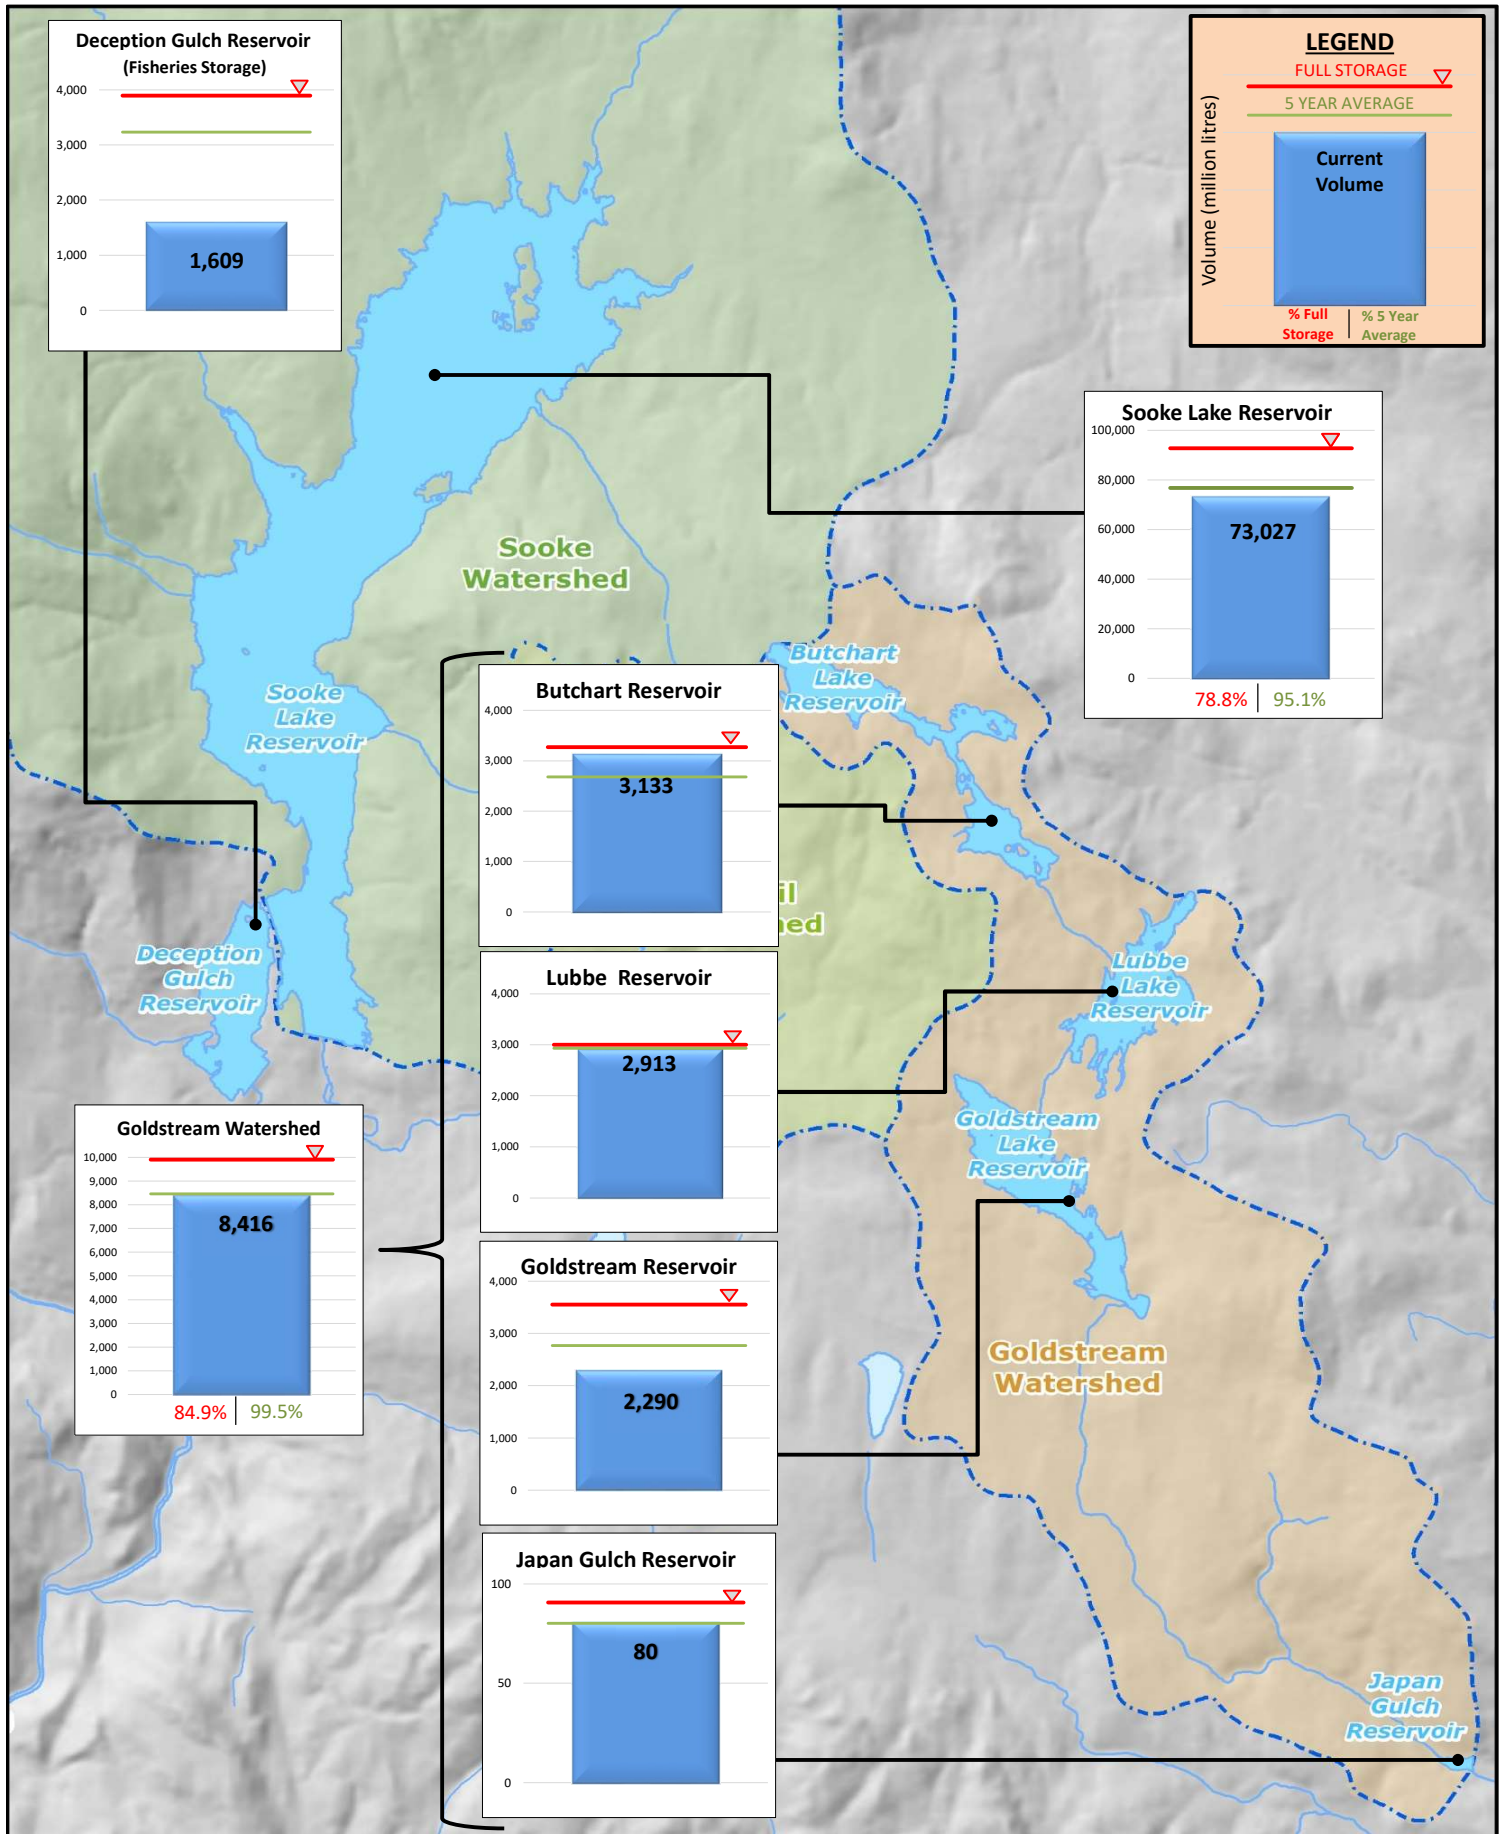 Deception Gulch Reservoir
(Fisheries Storage)
4,000
3,000
2,000
1,000
0
1,609
LEGEND
FULL STORAGE
5 YEAR AVERAGE
Volume (million litres)
Current
Volume
% Full
Storage
% 5 Year
Average
Sooke Lake Reservoir
100,000
80,000
60,000
40,000
20,000
0
73,027
78.8%
95.1%
Sooke
Watershed
Sooke
Lake
Reservoir
Butchart
Lake
Reservoir
Butchart Reservoir
4,000
3,000
2,000
1,000
0
3,133
il
ed
Deception
Gulch
Reservoir
Lubbe Reservoir
4,000
3,000
2,000
1,000
0
2,913
Lubbe
Lake
Reservoir
Goldstream
Lake
Reservoir
Goldstream Watershed
10,000
9,000
8,000
7,000
6,000
5,000
4,000
3,000
2,000
1,000
0
8,416
84.9%
99.5%
Goldstream Reservoir
4,000
3,000
2,000
1,000
0
2,290
Goldstream
Watershed
Japan Gulch Reservoir
100
50
0
80
Japan
Gulch
Reservoir